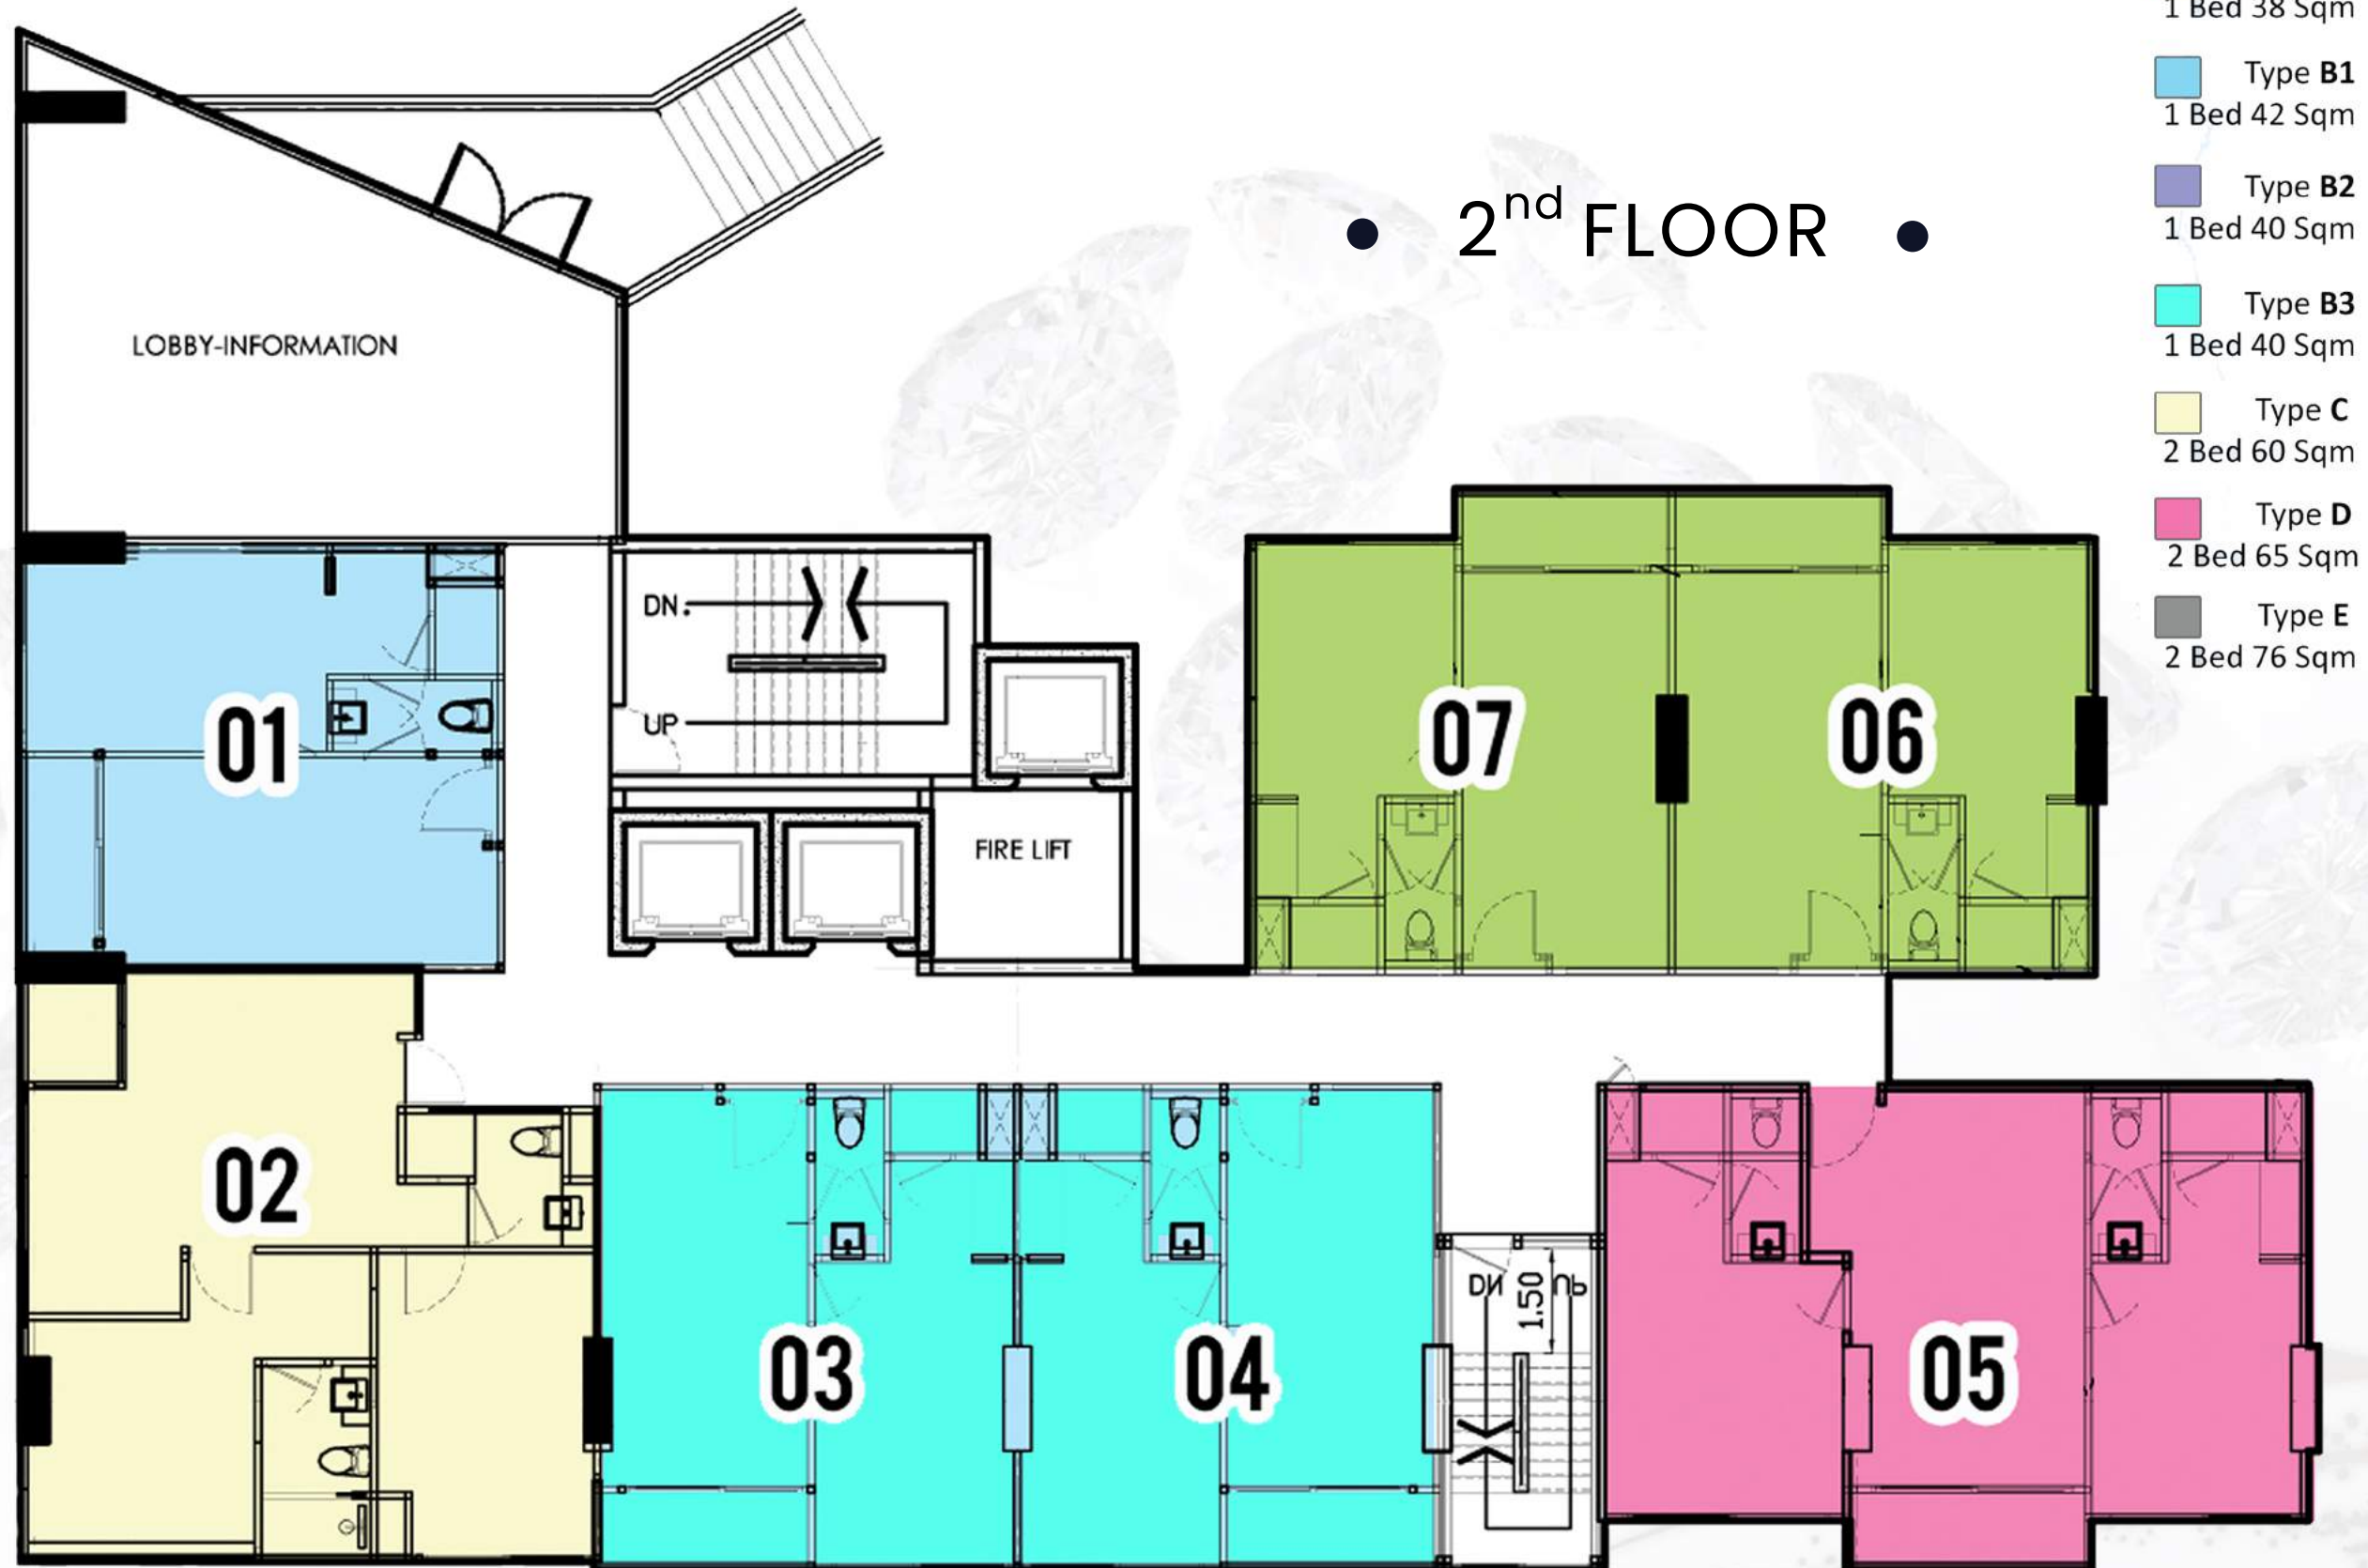 1 Bed 38 Sqm
Type B1
1 Bed 42 Sqm
Type B2
1 Bed 40 Sqm
Type B3
1 Bed 40 Sqm
Type C
2 Bed 60 Sqm
Type D
2 Bed 65 Sqm
Type E
2 Bed 76 Sqm
• 2nd FLOOR •
LOBBY-INFORMATION
DN.
UP
FIRE LIFT
01
07
06
02
03
04
05
DN
1.50
UP